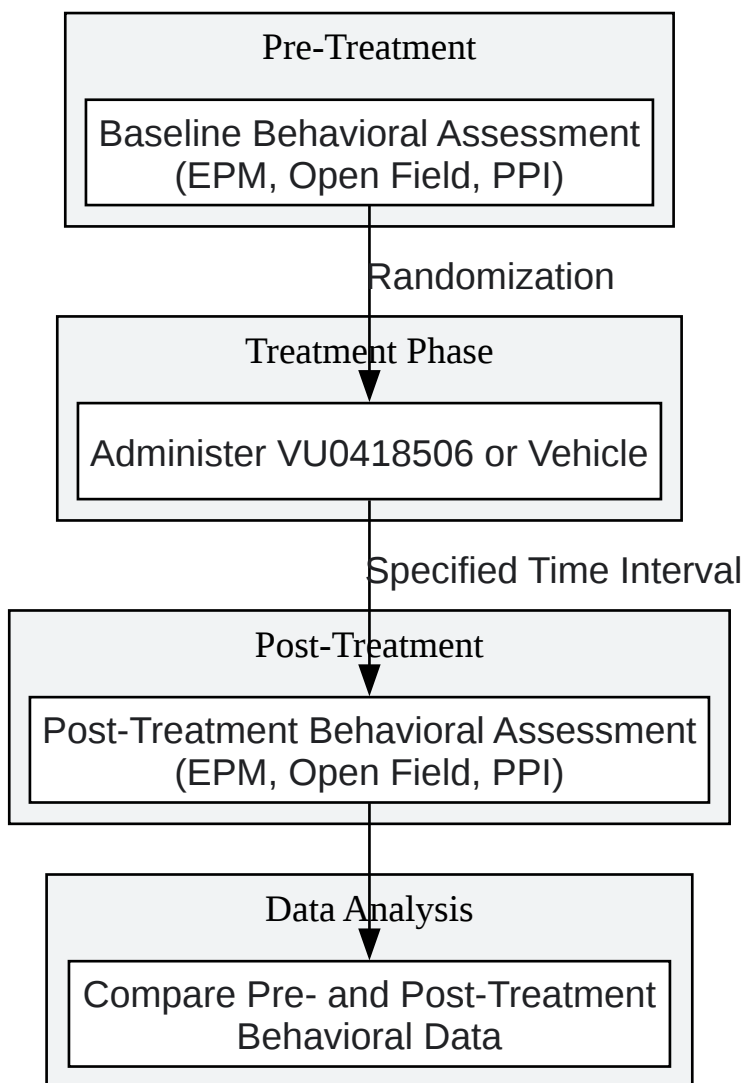 Pre-Treatment
Baseline Behavioral Assessment
(EPM, Open Field, PPI)
Randomization
Treatment Phase
Administer VU0418506 or Vehicle
Specified Time Interval
Post-Treatment
Post-Treatment Behavioral Assessment
(EPM, Open Field, PPI)
Data Analysis
Compare Pre- and Post-Treatment
Behavioral Data